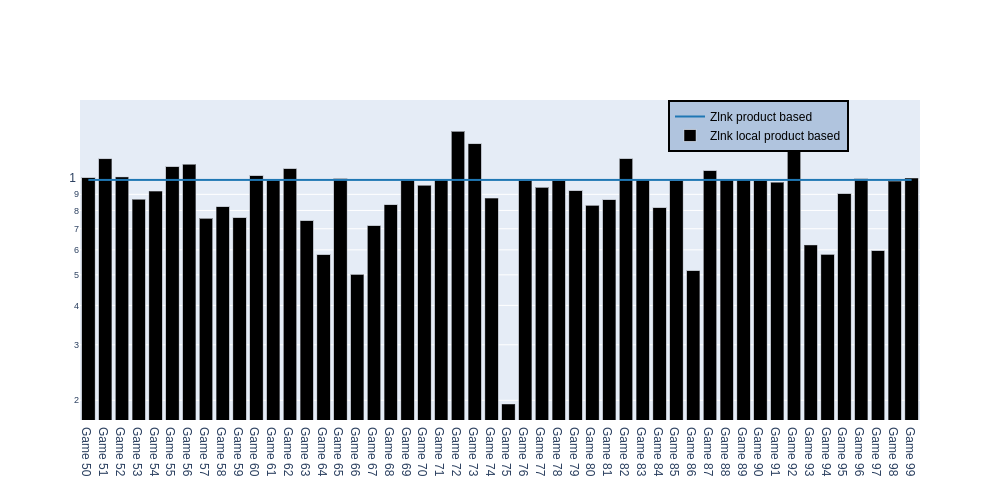 Zlnk product based
Zlnk local product based
1
9
8
7
6
5
4
3
2
Game 50
Game 51
Game 52
Game 53
Game 54
Game 55
Game 56
Game 57
Game 58
Game 59
Game 60
Game 61
Game 62
Game 63
Game 64
Game 65
Game 66
Game 67
Game 68
Game 69
Game 70
Game 71
Game 72
Game 73
Game 74
Game 75
Game 76
Game 77
Game 78
Game 79
Game 80
Game 81
Game 82
Game 83
Game 84
Game 85
Game 86
Game 87
Game 88
Game 89
Game 90
Game 91
Game 92
Game 93
Game 94
Game 95
Game 96
Game 97
Game 98
Game 99